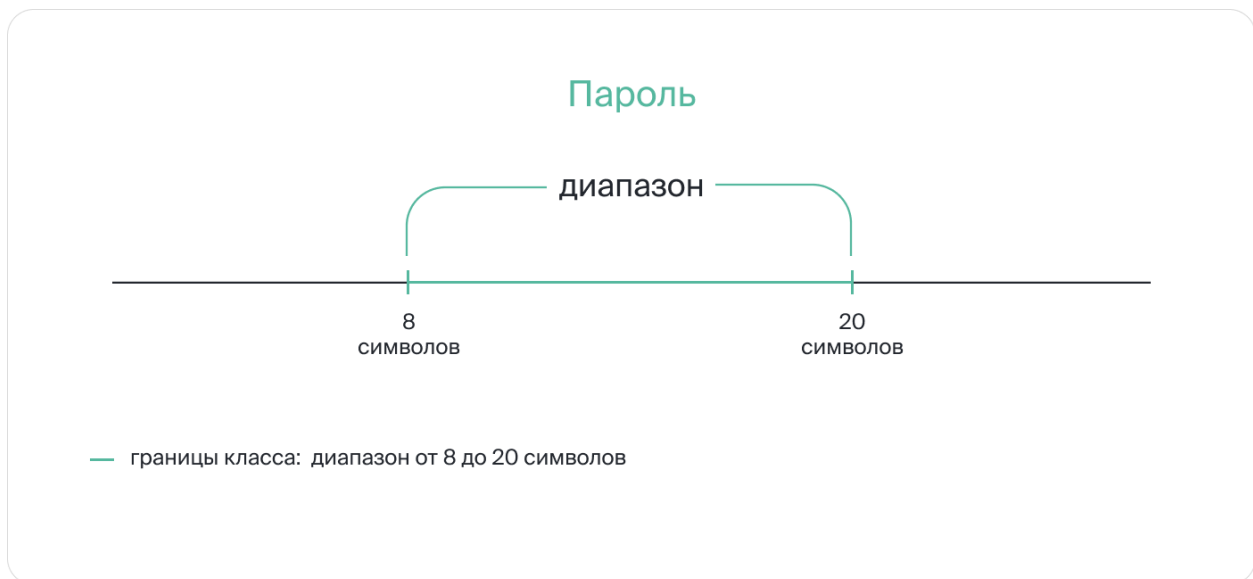 Пароль
диапазон
8
символов
20
символов
границы класса: диапазон от 8 до 20 символов